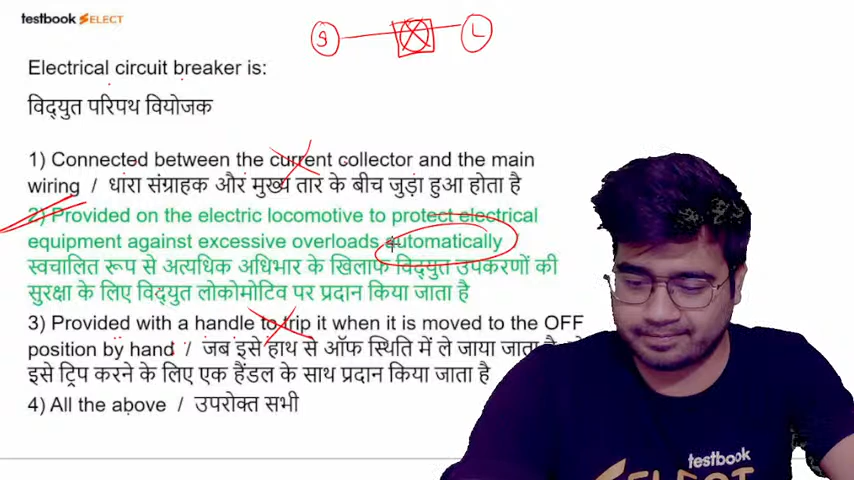 testbook SELECT
S
L
Electrical circuit breaker is:
विद्युत परिपथ वियोजक
1) Connected between the current collector and the main
wiring / धारा संग्राहक और मुख्य तार के बीच जुड़ा हुआ होता है
2) Provided on the electric locomotive to protect electrical
equipment against excessive overloads automatically
स्वचालित रूप से अत्यधिक अधिभार के खिलाफ विद्युत उपकरणों की
सुरक्षा के लिए विद्युत लोकोमोटिव पर प्रदान किया जाता है
3) Provided with a handle to trip it when it is moved to the OFF
position by hand / जब इसे हाथ से ऑफ स्थिति में ले जाया जाता है
इसे ट्रिप करने के लिए एक हैंडल के साथ प्रदान किया जाता है
4) All the above / उपरोक्त सभी
testbook
SELECT